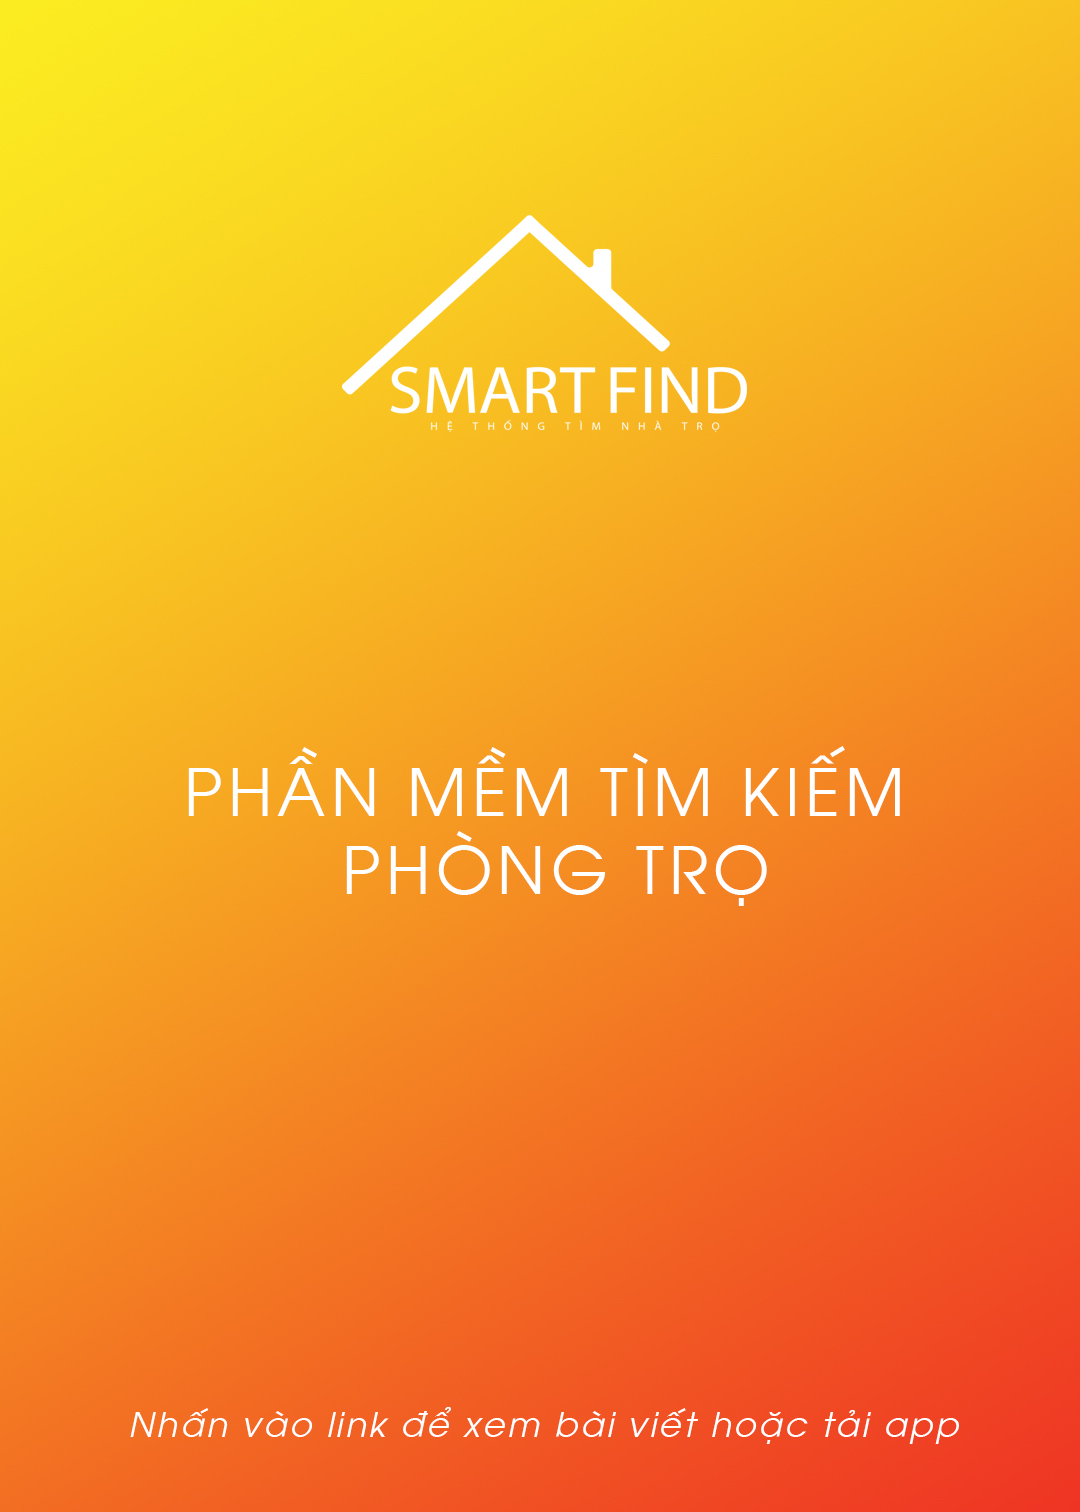 SMART FIND
HỆ THỐNG TÌM NHÀ TRỌ
PHẦN MỀM TÌM KIẾM
PHÒNG TRỌ
Nhấn vào link để xem bài viết hoặc tải app